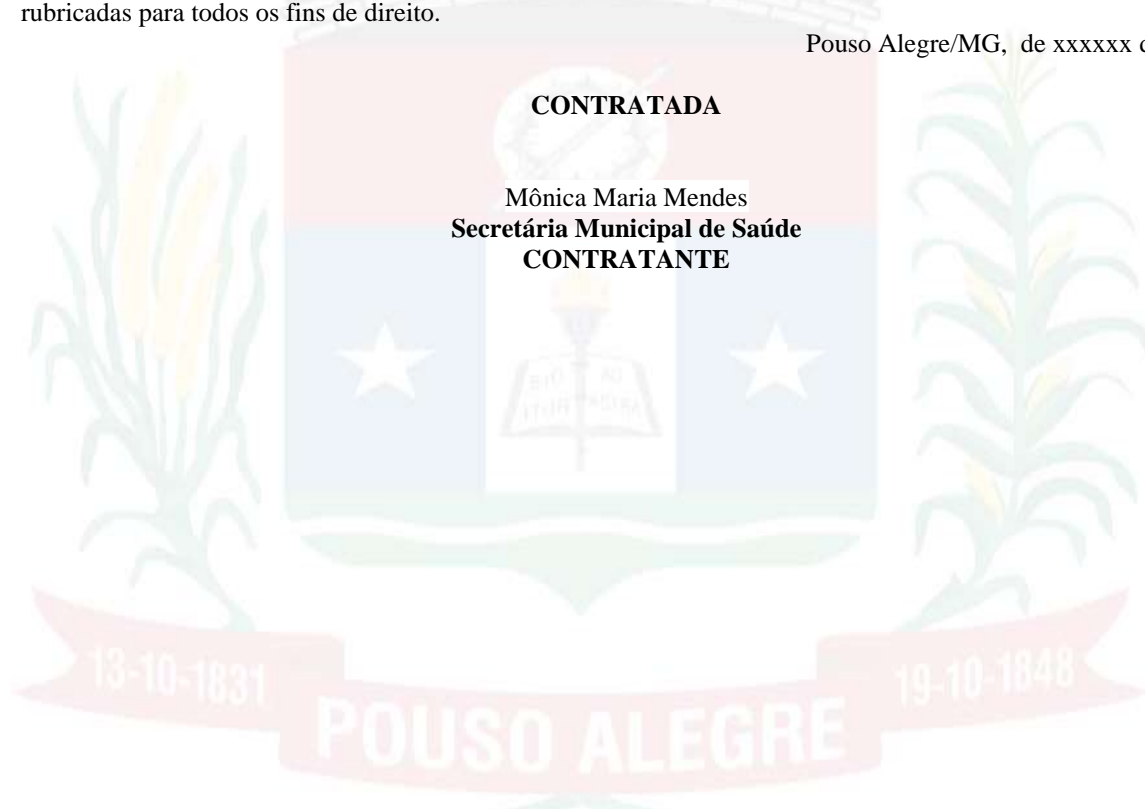 rubricadas para todos os fins de direito.
Pouso Alegre/MG, de xxxxxx
CONTRATADA
Mônica Maria Mendes
Secretária Municipal de Saúde
CONTRATANTE
13-10-1831
19-10-1848
POUSO ALEGRE